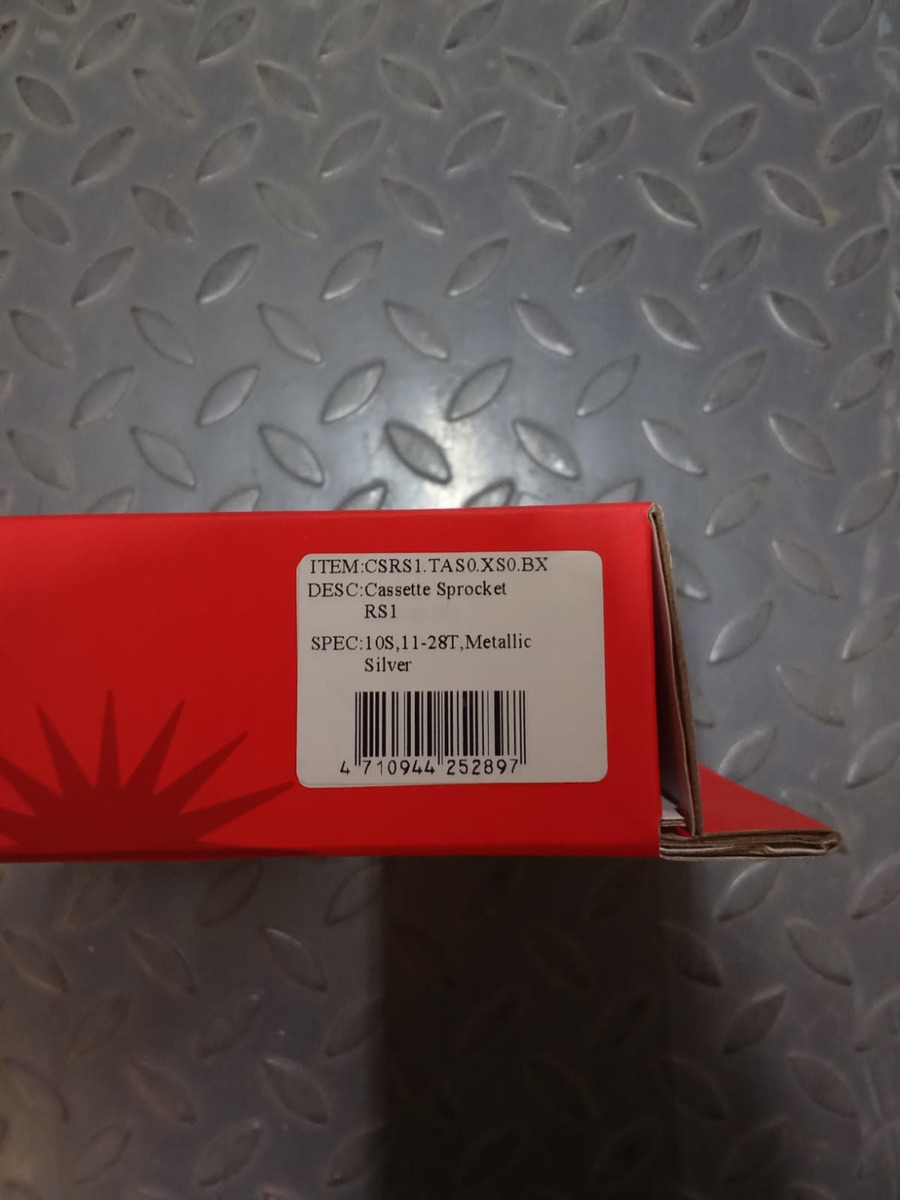 ITEM:CSRS1.TAS0.XS0.BX
DESC:Cassette Sprocket
RS1
SPEC:10S,11-28T,Metallic
Silver
4 710944 252897